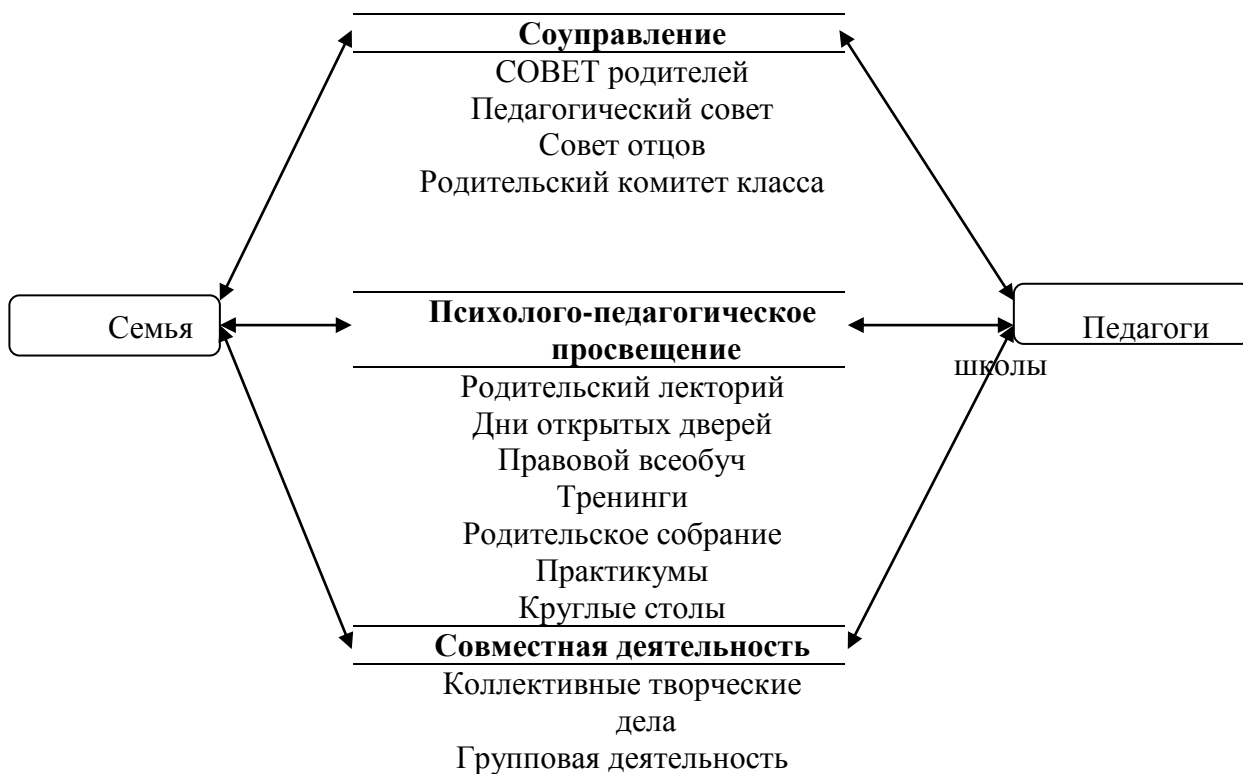 Соуправление
СОВЕТ родителей
Педагогический совет
Совет отцов
Родительский комитет класса
Семья
Психолого-педагогическое
просвещение
Педагоги
школы
Родительский лекторий
Дни открытых дверей
Правовой всеобуч
Тренинги
Родительское собрание
Практикумы
Круглые столы
Совместная деятельность
Коллективные творческие
дела
Групповая деятельность